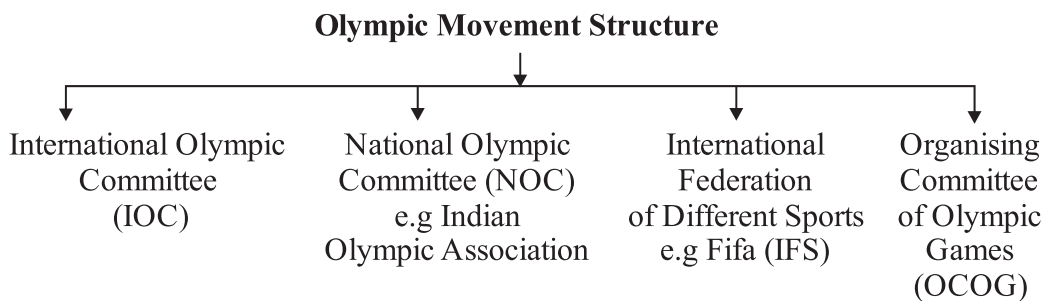 Olympic Movement Structure
International Olympic
Committee
(IOC)
National Olympic
Committee (NOC)
e.g Indian
Olympic Association
International
Federation
of Different Sports
e.g Fifa (IFS)
Organising
Committee
of Olympic
Games
(OCOG)